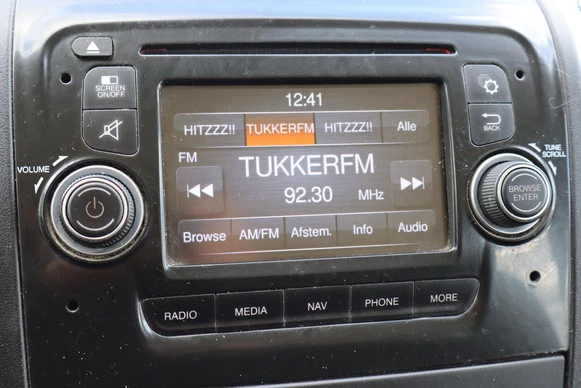 SCREEN
ON/OFF
12:41
HITZZZ!! TUKKERFM HITZZZ!! Alle
BACK
VOLUME
TUNE
SCROLL
FM
TUKKERFM
92.30 MHz
BROWSE
ENTER
Browse AM/FM Afstem. Info Audio
RADIO MEDIA NAV PHONE MORE